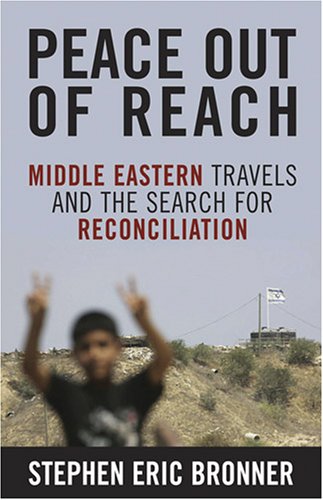 PEACE OUT
OF REACH
MIDDLE EASTERN TRAVELS
AND THE SEARCH FOR
RECONCILIATION
STEPHEN ERIC BRONNER